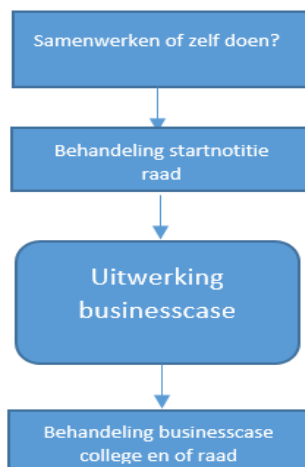 Samenwerken of zelf doen?
Behandeling startnotitie
raad
Uitwerking
businesscase
Behandeling businesscase
college en of raad